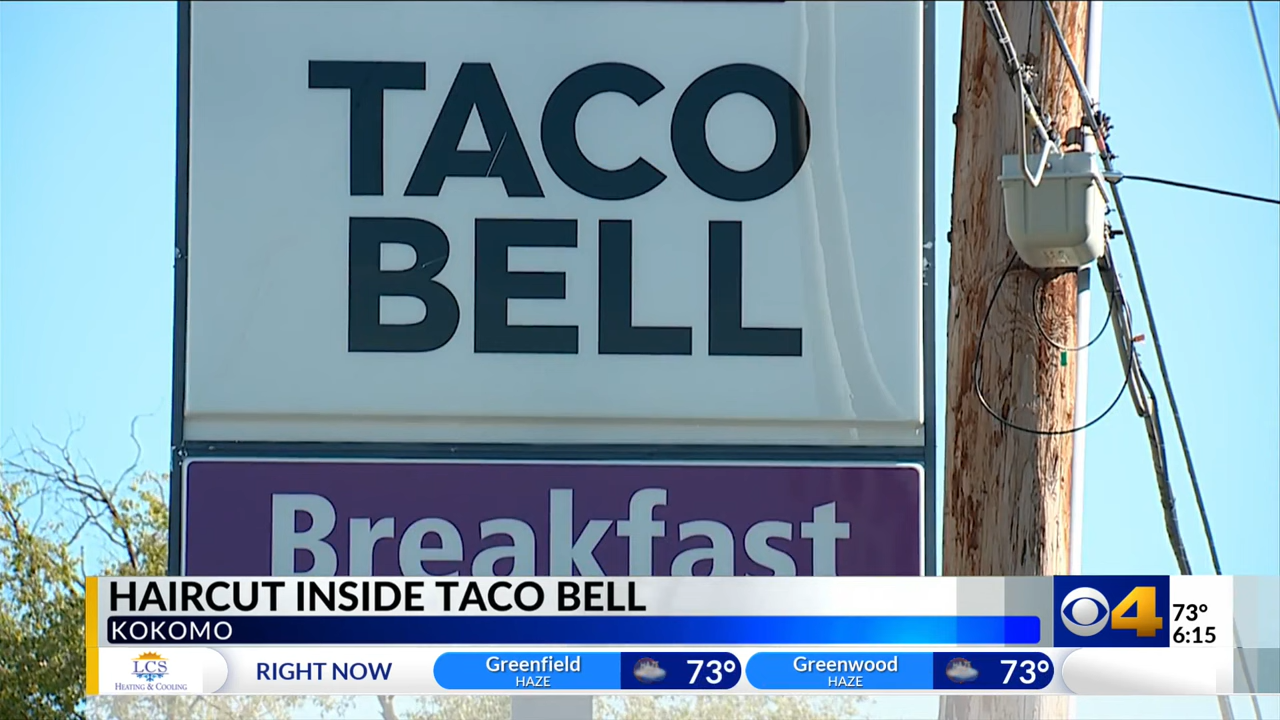 TACO
BELL
Breakfast
HAIRCUT INSIDE TACO BELL
KOKOMO
4
73°
6:15
LCS
HEATING & COOLING
RIGHT NOW
Greenfield
HAZE
73°
Greenwood
HAZE
73°